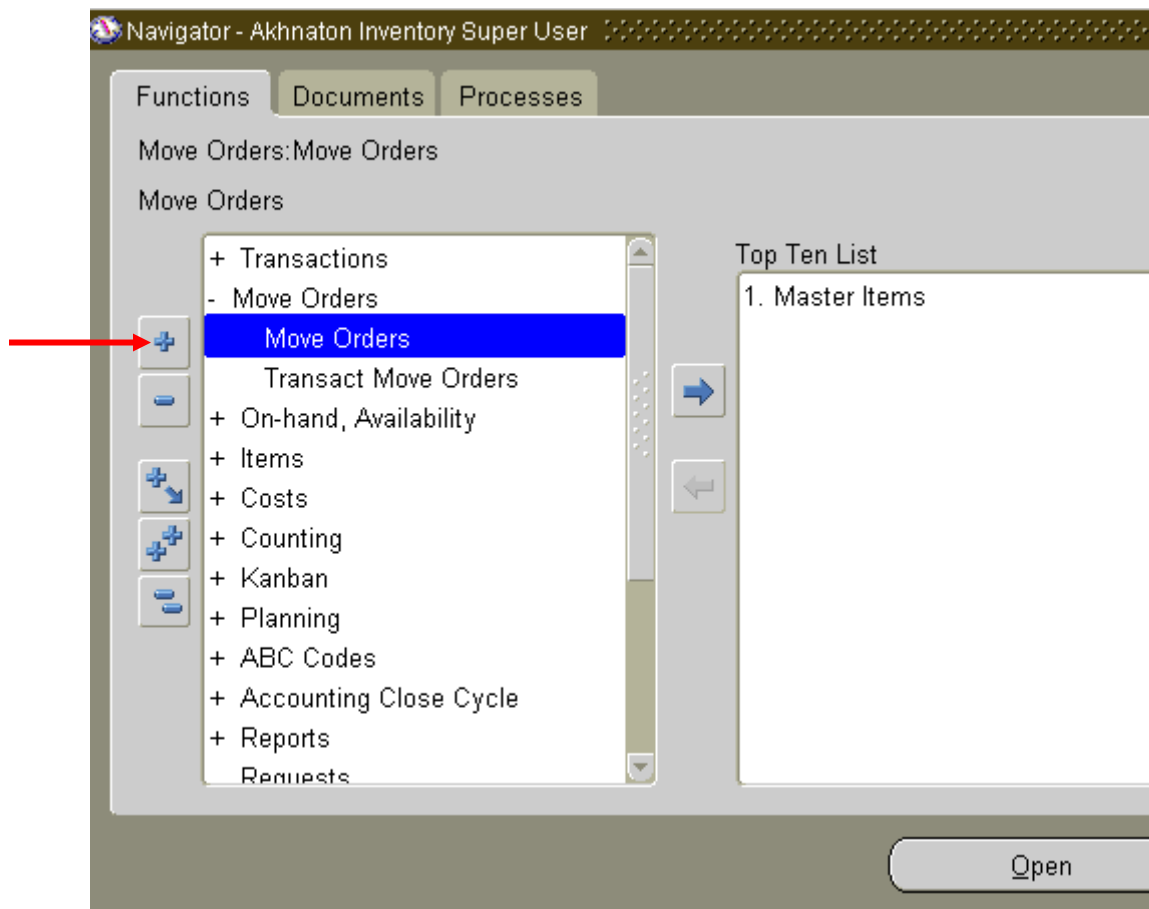 Navigator - Akhnaton Inventory Super User
Functions Documents Processes
Move Orders:Move Orders
Move Orders
+ Transactions
- Move Orders
Move Orders
Transact Move Orders
+ On-hand, Availability
+ Items
+ Costs
+ Counting
+ Kanban
+ Planning
+ ABC Codes
+ Accounting Close Cycle
+ Reports
Requests
Top Ten List
1. Master Items
Open